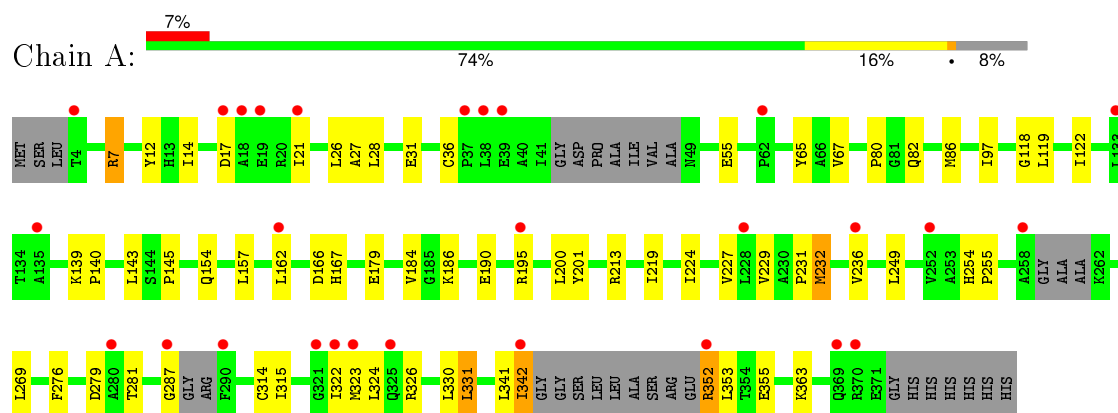 7%
Chain A:
74% 16% • 8%
MET SER LEU T4 R7 Y12 H13 I14 D17 A18 E19 R20 I21 L26 A27 L28 E31 C36 P37 L38 E39 A40 I41 GLY ASP PRO ALA ILE VAL ALA N49 E55 P62 Y65 A66 V67 P80 G81 Q82 M86 I97 G118 L119 I122 L133
T134 A135 K139 P140 L143 S144 P145 Q154 L157 L162 D166 H167 E179 V184 G185 K186 E190 R195 L200 Y201 R213 I219 I224 V227 L228 V229 A230 P231 M232 V236 L249 V252 A253 H254 P255 A258 GLY ALA ALA K262
L269 F276 D279 A280 T281 G287 GLY ARG F290 C314 I315 G321 I322 M323 L324 Q325 R326 L330 L331 L341 I342 GLY GLY SER LEU LEU ALA SER ARG GLU R352 L353 T354 E355 K363 Q369 R370 E371 GLY HIS HIS HIS HIS HIS HIS